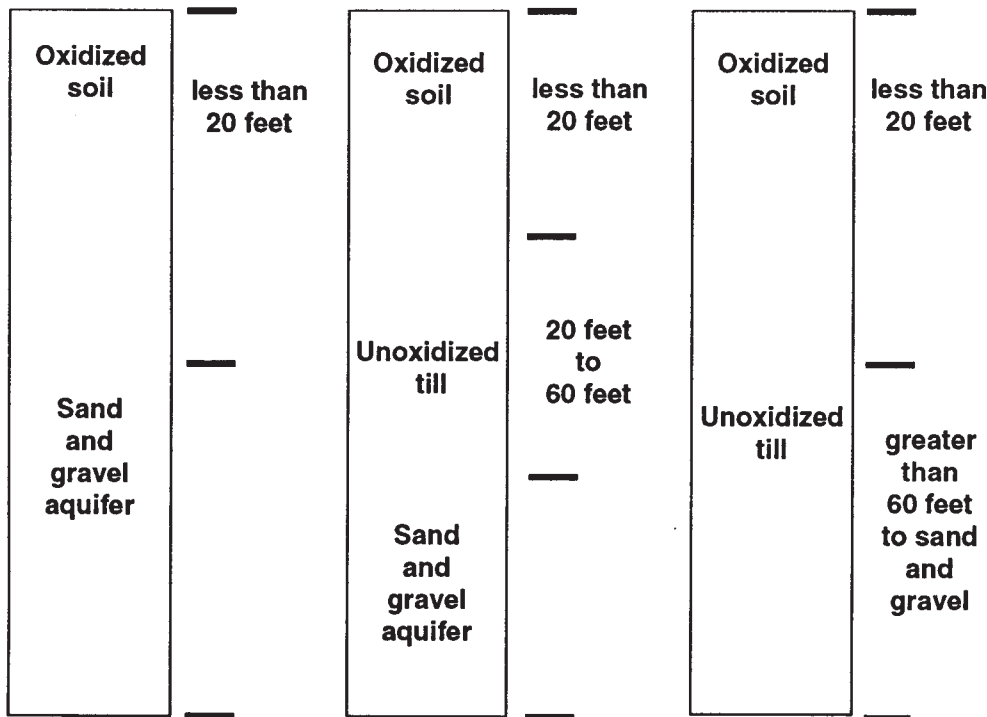 Oxidized
soil
less than
20 feet
Sand
and
gravel
aquifer
Oxidized
soil
less than
20 feet
Unoxidized
till
20 feet
to
60 feet
Sand
and
gravel
aquifer
Oxidized
soil
less than
20 feet
Unoxidized
till
greater
than
60 feet
to sand
and
gravel